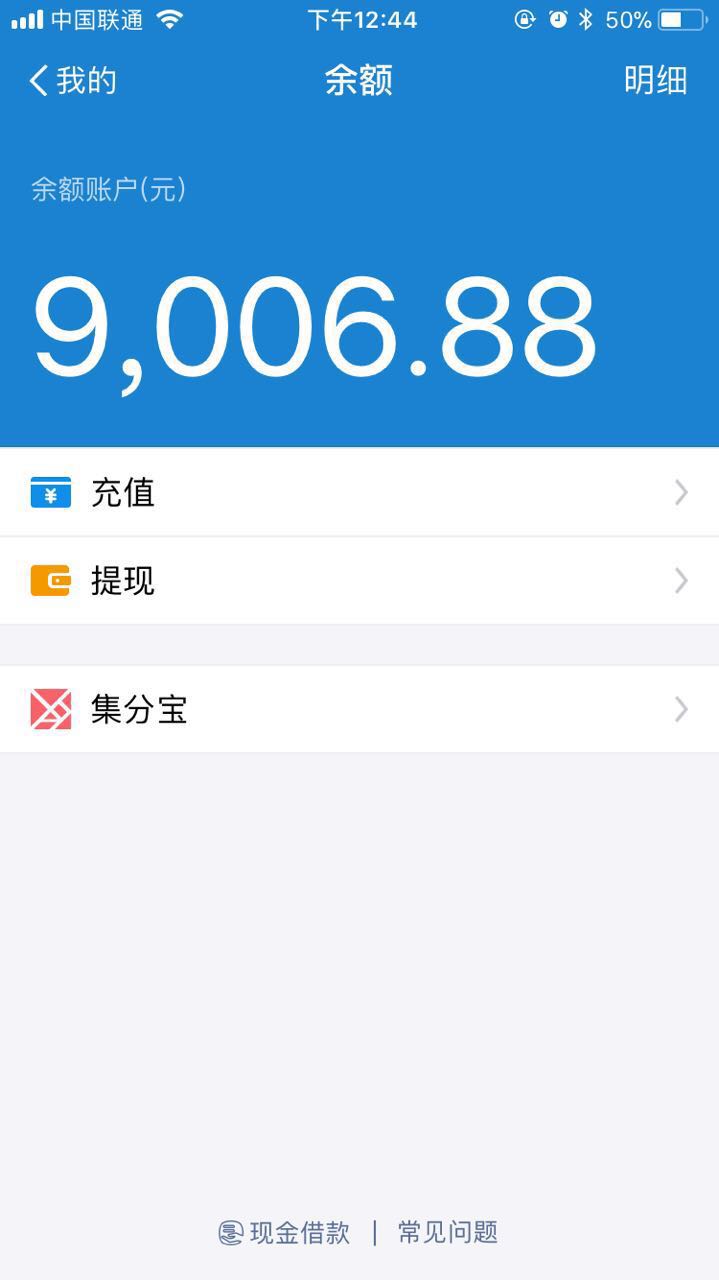 中国联通 下午12:44 50%
我的 余额 明细
余额账户(元)
9,006.88
¥ 充值
提现
集分宝
现金借款 | 常见问题